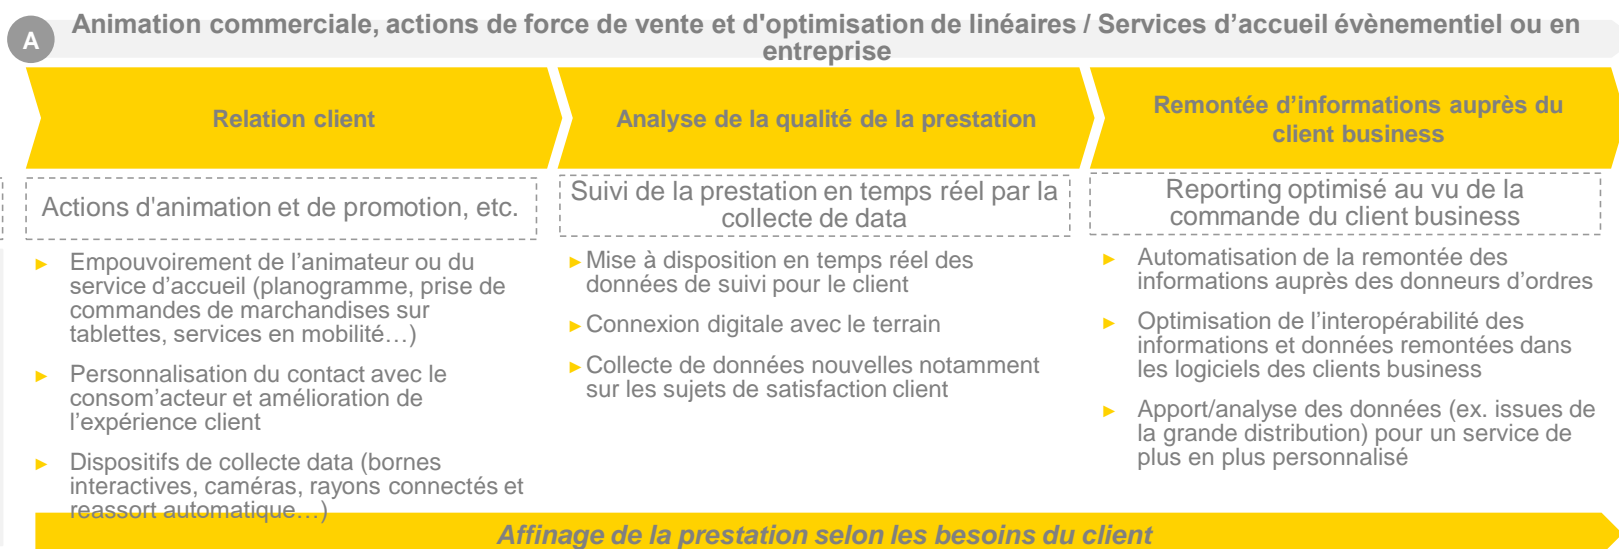 A
Animation commerciale, actions de force de vente et d'optimisation de linéaires / Services d’accueil évènementiel ou en
entreprise
Relation client
Analyse de la qualité de la prestation
Remontée d’informations auprès du
client business
Actions d'animation et de promotion, etc.
Suivi de la prestation en temps réel par la
collecte de data
Reporting optimisé au vu de la
commande du client business
► Empouvoirement de l’animateur ou du
service d’accueil (planogramme, prise de
commandes de marchandises sur
tablettes, services en mobilité…)
► Personnalisation du contact avec le
consom’acteur et amélioration de
l’expérience client
► Dispositifs de collecte data (bornes
interactives, caméras, rayons connectés et
reassort automatique…)
► Mise à disposition en temps réel des
données de suivi pour le client
► Connexion digitale avec le terrain
► Collecte de données nouvelles notamment
sur les sujets de satisfaction client
► Automatisation de la remontée des
informations auprès des donneurs d’ordres
► Optimisation de l’interopérabilité des
informations et données remontées dans
les logiciels des clients business
► Apport/analyse des données (ex. issues de
la grande distribution) pour un service de
plus en plus personnalisé
Affinage de la prestation selon les besoins du client